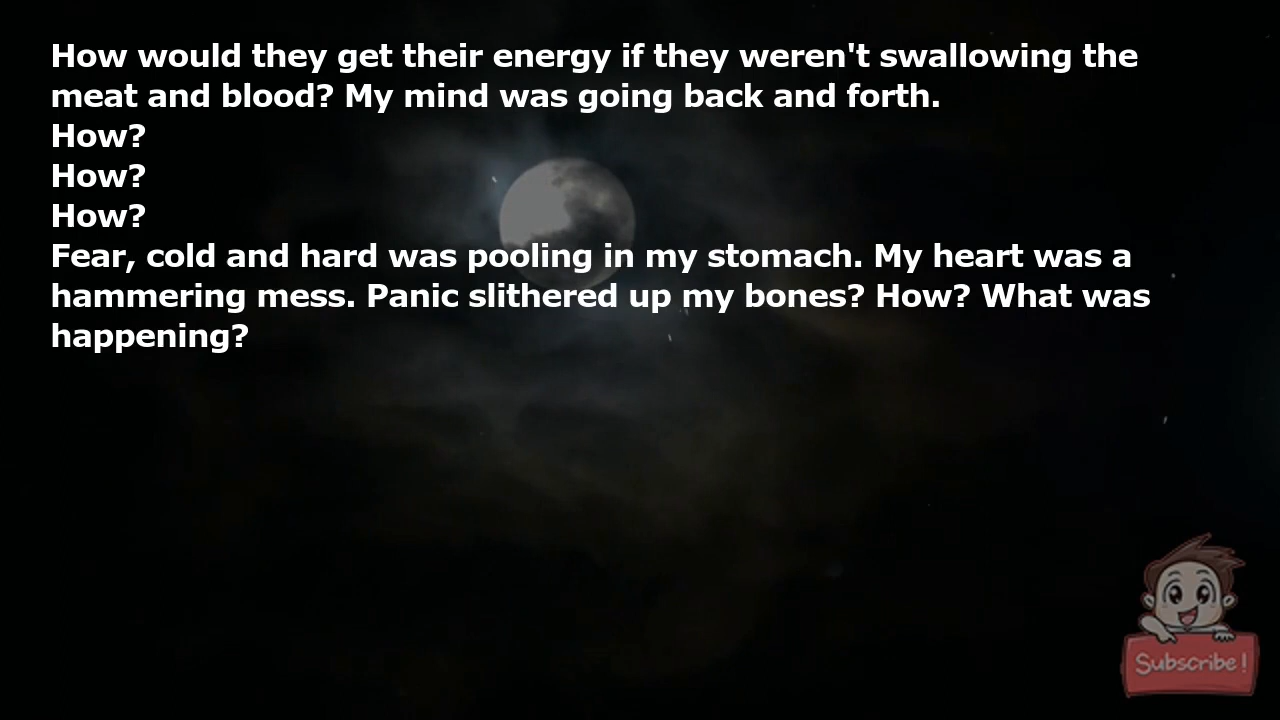 How would they get their energy if they weren't swallowing the
meat and blood? My mind was going back and forth.
How?
How?
How?
Fear, cold and hard was pooling in my stomach. My heart was a
hammering mess. Panic slithered up my bones? How? What was
happening?
Subscribe!